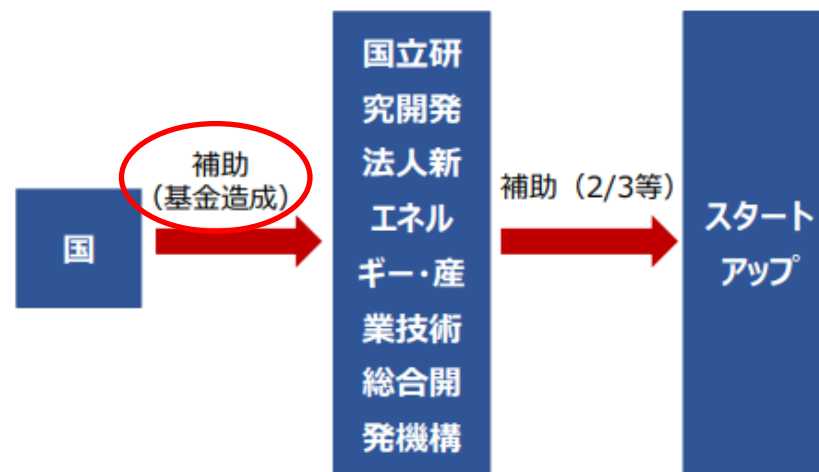 国
補助
（基金造成）
国立研
究開発
法人新
エネル
ギー・産
業技術
総合開
発機構
補助（2/3等）
スタート
アップ